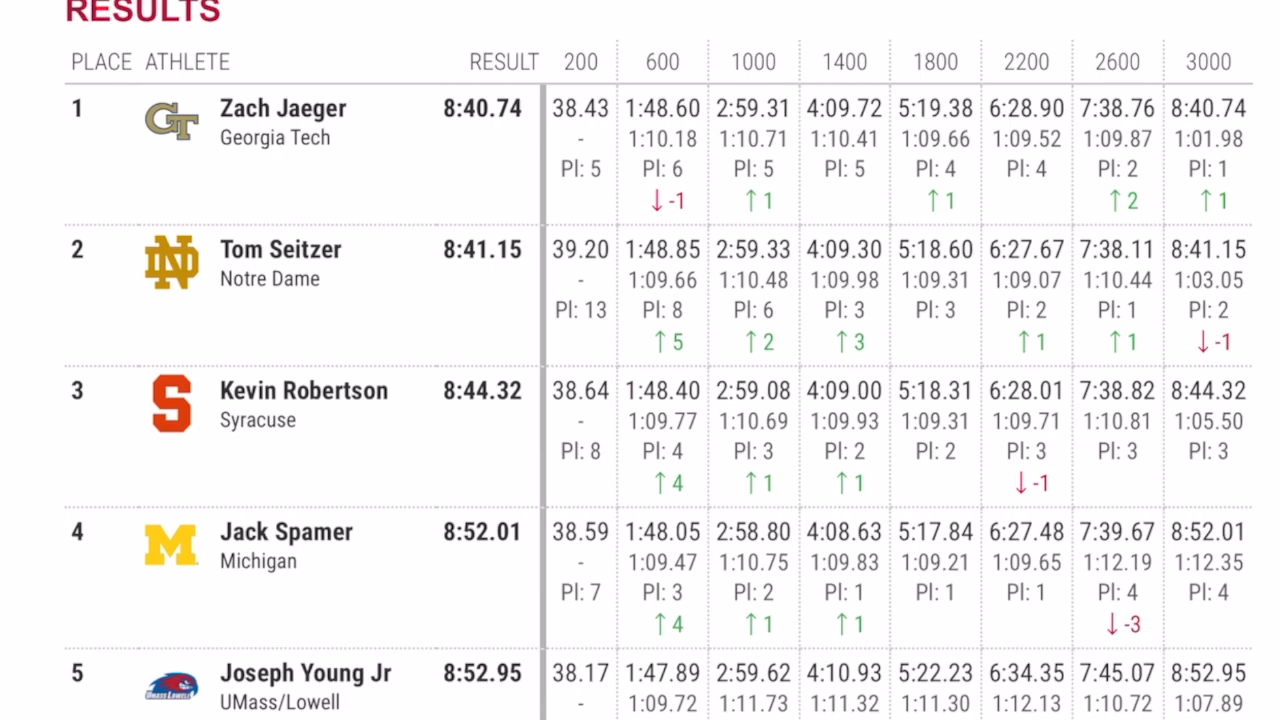 RESULTS
PLACE ATHLETE RESULT 200 600 1000 1400 1800 2200 2600 3000
1 GT Zach Jaeger 8:40.74 38.43 1:48.60 2:59.31 4:09.72 5:19.38 6:28.90 7:38.76 8:40.74
Georgia Tech - 1:10.18 1:10.71 1:10.41 1:09.66 1:09.52 1:09.87 1:01.98
Pl: 5 Pl: 6 Pl: 5 Pl: 5 Pl: 4 Pl: 4 Pl: 2 Pl: 1
↓ -1 ↑ 1 ↑ 1 ↑ 2 ↑ 1
2 ND Tom Seitzer 8:41.15 39.20 1:48.85 2:59.33 4:09.30 5:18.60 6:27.67 7:38.11 8:41.15
Notre Dame - 1:09.66 1:10.48 1:09.98 1:09.31 1:09.07 1:10.44 1:03.05
Pl: 13 Pl: 8 Pl: 6 Pl: 3 Pl: 3 Pl: 2 Pl: 1 Pl: 2
↑ 5 ↑ 2 ↑ 3 ↑ 1 ↑ 1 ↓ -1
3 S Kevin Robertson 8:44.32 38.64 1:48.40 2:59.08 4:09.00 5:18.31 6:28.01 7:38.82 8:44.32
Syracuse - 1:09.77 1:10.69 1:09.93 1:09.31 1:09.71 1:10.81 1:05.50
Pl: 8 Pl: 4 Pl: 3 Pl: 2 Pl: 2 Pl: 3 Pl: 3 Pl: 3
↑ 4 ↑ 1 ↑ 1 ↓ -1
4 M Jack Spamer 8:52.01 38.59 1:48.05 2:58.80 4:08.63 5:17.84 6:27.48 7:39.67 8:52.01
Michigan - 1:09.47 1:10.75 1:09.83 1:09.21 1:09.65 1:12.19 1:12.35
Pl: 7 Pl: 3 Pl: 2 Pl: 1 Pl: 1 Pl: 1 Pl: 4 Pl: 4
↑ 4 ↑ 1 ↑ 1 ↓ -3
5 UMASS LOWELL Joseph Young Jr 8:52.95 38.17 1:47.89 2:59.62 4:10.93 5:22.23 6:34.35 7:45.07 8:52.95
UMass/Lowell - 1:09.72 1:11.73 1:11.32 1:11.30 1:12.13 1:10.72 1:07.89